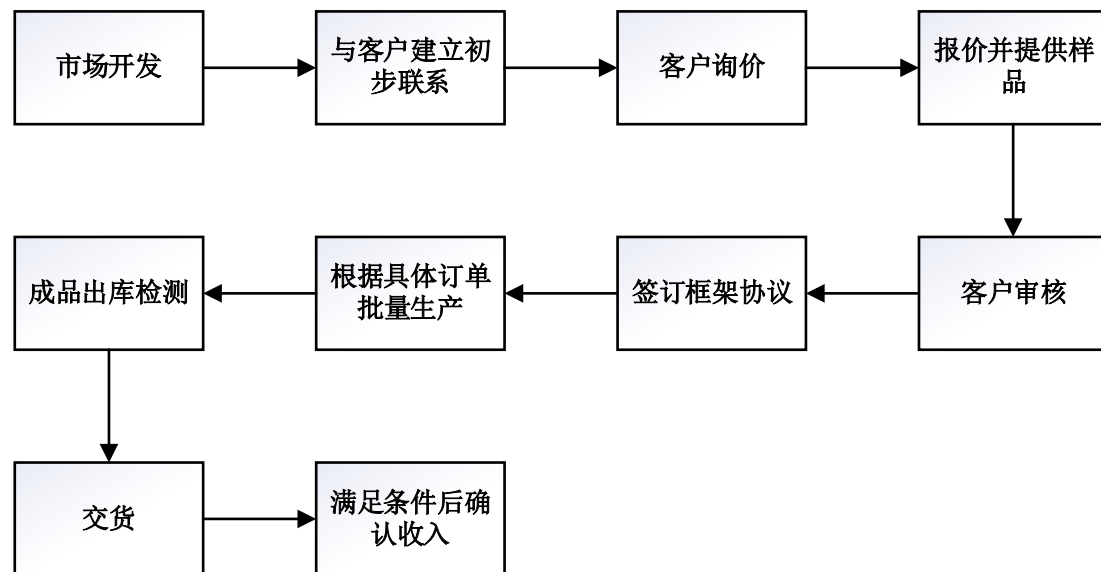 市场开发
与客户建立初
步联系
客户询价
报价并提供样
品
客户审核
签订框架协议
根据具体订单
批量生产
成品出库检测
交货
满足条件后确
认收入